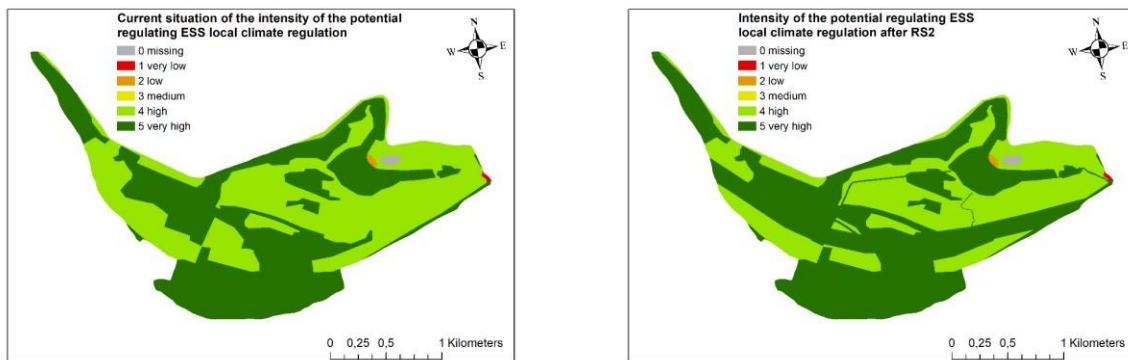 Current situation of the intensity of the potential
regulating ESS local climate regulation
0 missing
1 very low
2 low
3 medium
4 high
5 very high
N
W E
S
0 0,25 0,5 1 Kilometers
Intensity of the potential regulating ESS
local climate regulation after RS2
0 missing
1 very low
2 low
3 medium
4 high
5 very high
N
W E
S
0 0,25 0,5 1 Kilometers